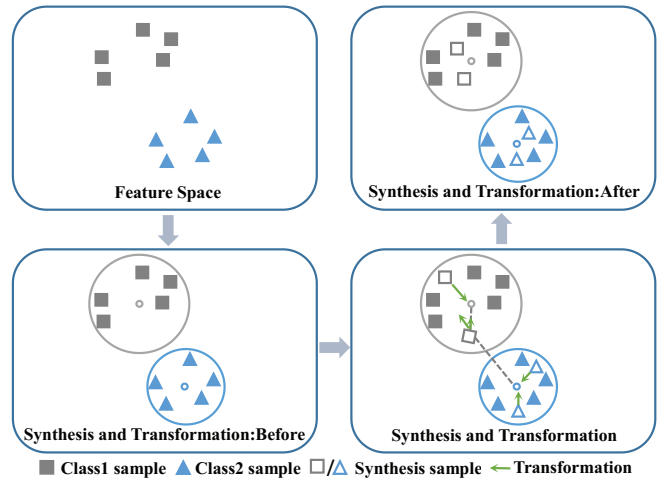 Feature Space
Synthesis and Transformation:After
Synthesis and Transformation:Before
Synthesis and Transformation
Class1 sample Class2 sample / Synthesis sample Transformation